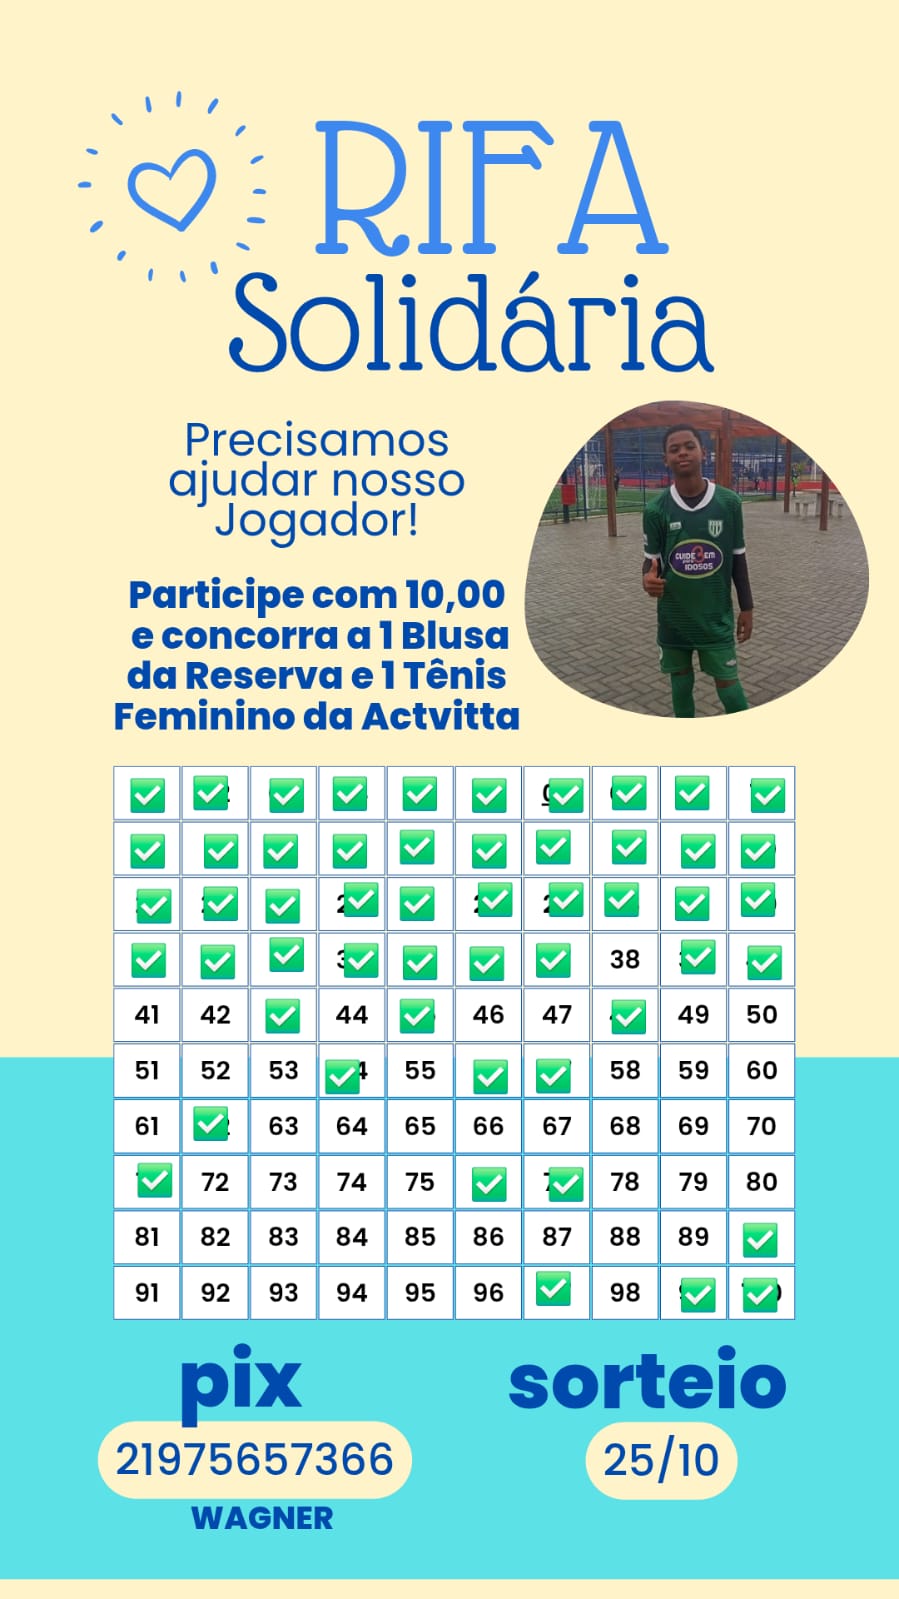 RIFA
Solidária
Precisamos
ajudar nosso
Jogador!
Participe com 10,00
e concorra a 1 Blusa
da Reserva e 1 Tênis
Feminino da Actvitta
CUIDE EM
IDOSOS
38
41 42 44 46 47 49 50
51 52 53 55 58 59 60
61 63 64 65 66 67 68 69 70
72 73 74 75 78 79 80
81 82 83 84 85 86 87 88 89
91 92 93 94 95 96 98
pix
sorteio
21975657366
25/10
WAGNER